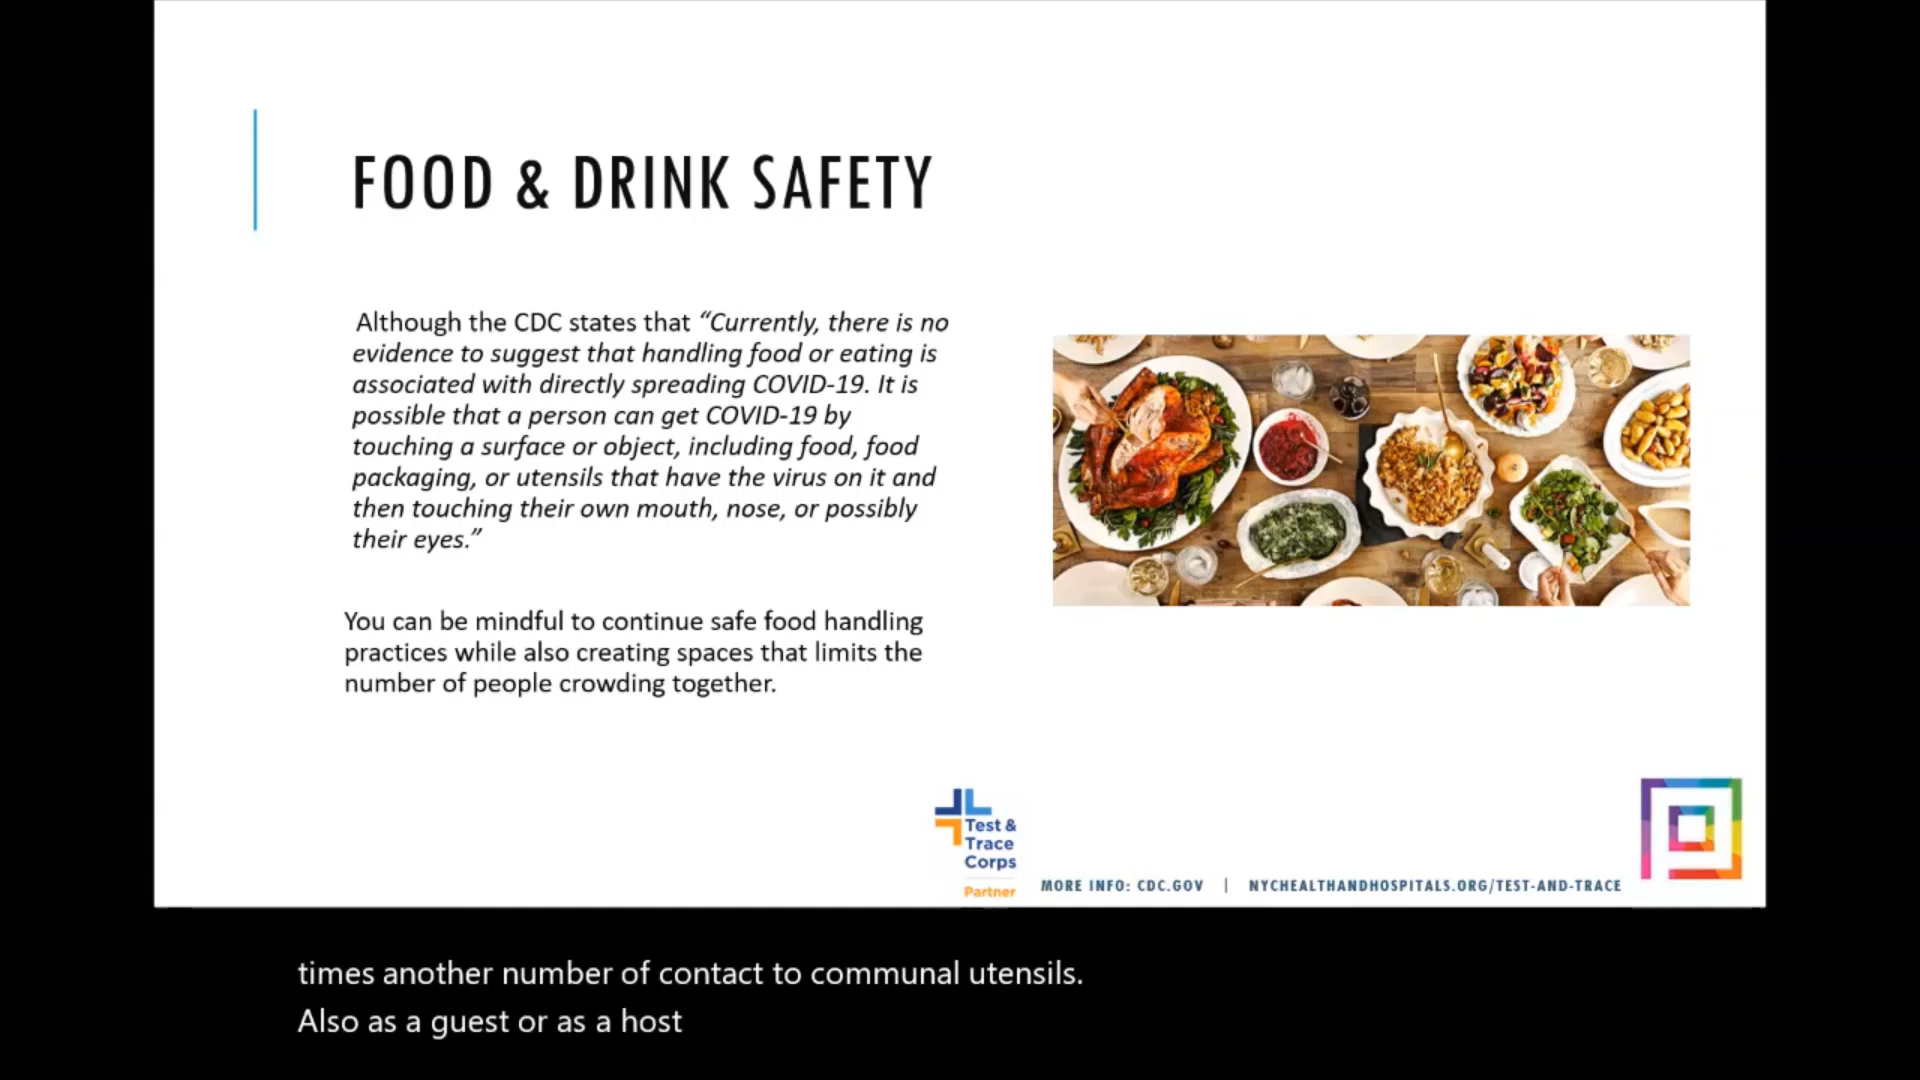 FOOD & DRINK SAFETY
Although the CDC states that “Currently, there is no
evidence to suggest that handling food or eating is
associated with directly spreading COVID-19. It is
possible that a person can get COVID-19 by
touching a surface or object, including food, food
packaging, or utensils that have the virus on it and
then touching their own mouth, nose, or possibly
their eyes.”
You can be mindful to continue safe food handling
practices while also creating spaces that limits the
number of people crowding together.
Test &
Trace
Corps
Partner
MORE INFO: CDC.GOV | NYCHEALTHANDHOSPITALS.ORG/TEST-AND-TRACE
times another number of contact to communal utensils.
Also as a guest or as a host